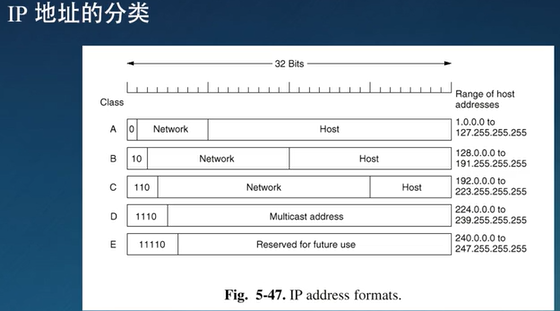 IP 地址的分类
32 Bits
Range of host
addresses
Class
A 0 Network Host 1.0.0.0 to
127.255.255.255
B 10 Network Host 128.0.0.0 to
191.255.255.255
C 110 Network Host 192.0.0.0 to
223.255.255.255
D 1110 Multicast address 224.0.0.0 to
239.255.255.255
E 11110 Reserved for future use 240.0.0.0 to
247.255.255.255
Fig. 5-47. IP address formats.